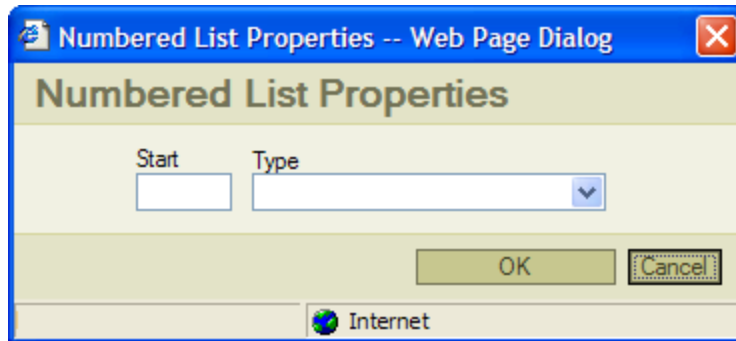 Numbered List Properties -- Web Page Dialog
Numbered List Properties
Start Type
OK Cancel
Internet